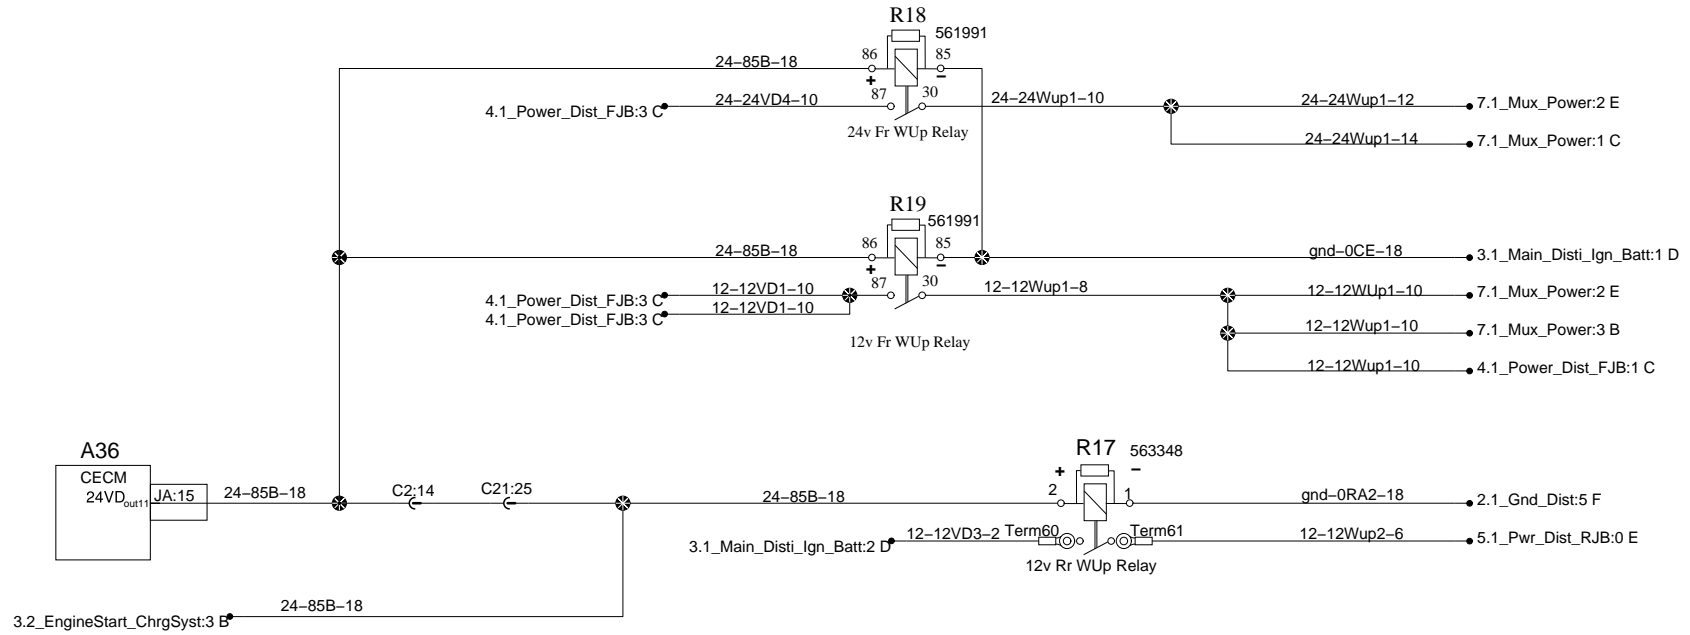 R18
561991
86
85
24–85B–18
+
–
87
30
24–24VD4–10
24–24Wup1–10
24–24Wup1–12
7.1_Mux_Power:2 E
4.1_Power_Dist_FJB:3 C
24v Fr WUp Relay
24–24Wup1–14
7.1_Mux_Power:1 C
R19
561991
86
85
24–85B–18
gnd–0CE–18
3.1_Main_Disti_Ign_Batt:1 D
+
–
87
30
12–12VD1–10
12–12Wup1–8
12–12WUp1–10
7.1_Mux_Power:2 E
4.1_Power_Dist_FJB:3 C
12–12VD1–10
4.1_Power_Dist_FJB:3 C
12–12Wup1–10
7.1_Mux_Power:3 B
12v Fr WUp Relay
12–12Wup1–10
4.1_Power_Dist_FJB:1 C
A36
R17
563348
CECM
24VDout11
JA:15
24–85B–18
C2:14
C21:25
24–85B–18
+
–
2
1
gnd–0RA2–18
2.1_Gnd_Dist:5 F
3.1_Main_Disti_Ign_Batt:2 D
12–12VD3–2
Term60
Term61
12–12Wup2–6
5.1_Pwr_Dist_RJB:0 E
12v Rr WUp Relay
24–85B–18
3.2_EngineStart_ChrgSyst:3 B